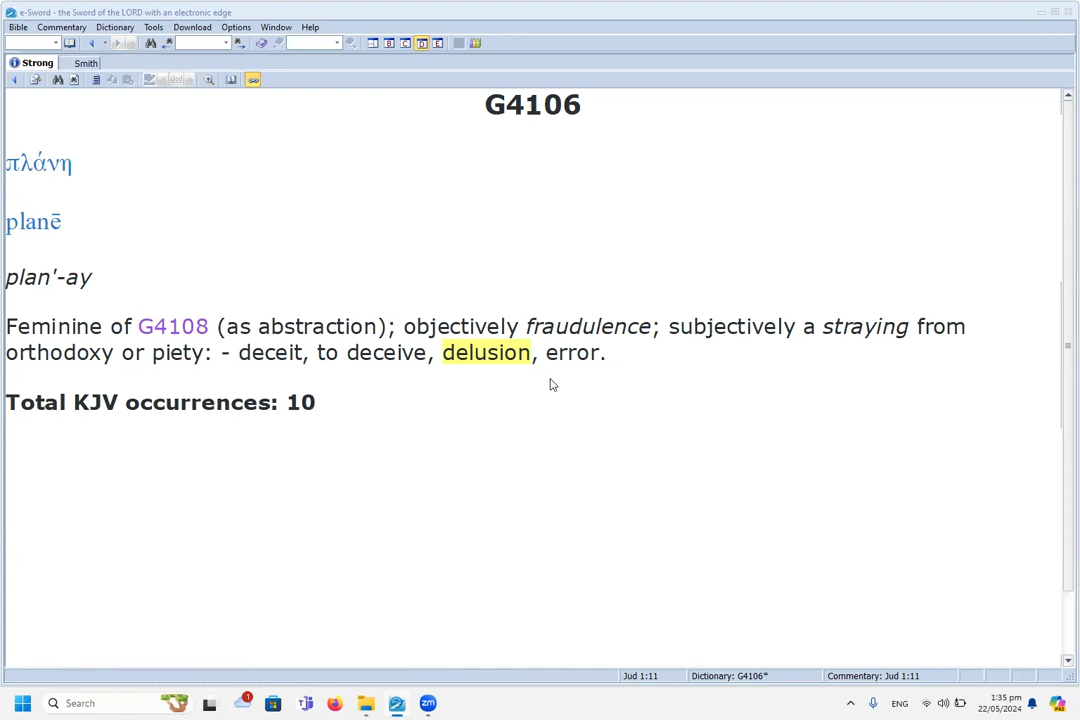 e-Sword - the Sword of the LORD with an electronic edge
Bible Commentary Dictionary Tools Download Options Window Help
B C D E
Strong Smith
G4106
πλάνη
planē
plan'-ay
Feminine of G4108 (as abstraction); objectively fraudulence; subjectively a straying from
orthodoxy or piety: - deceit, to deceive, delusion, error.
Total KJV occurrences: 10
Jud 1:11 Dictionary: G4106* Commentary: Jud 1:11
Search 1 zm ENG 1:35 pm
22/05/2024 PRE